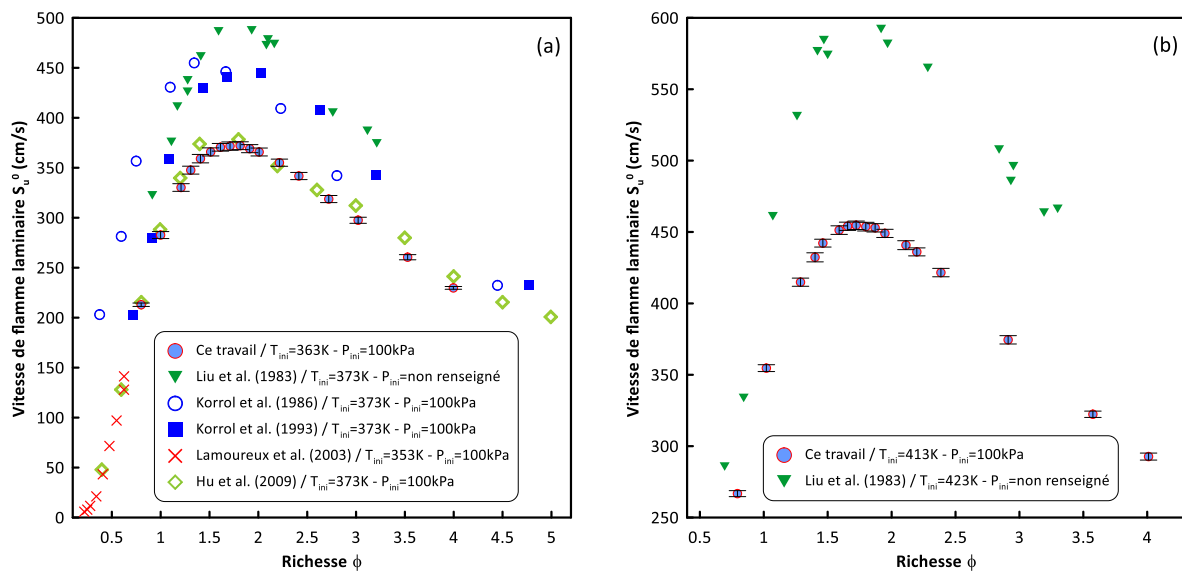 (a)
Vitesse de flamme laminaire Su0 (cm/s)
500
450
400
350
300
250
200
150
100
50
0
Ce travail / Tini=363K - Pini=100kPa
Liu et al. (1983) / Tini=373K - Pini=non renseigné
Korrol et al. (1986) / Tini=373K - Pini=100kPa
Korrol et al. (1993) / Tini=373K - Pini=100kPa
Lamoureux et al. (2003) / Tini=353K - Pini=100kPa
Hu et al. (2009) / Tini=373K - Pini=100kPa
0.5 1 1.5 2 2.5 3 3.5 4 4.5 5
Richesse ϕ
(b)
Vitesse de flamme laminaire Su0 (cm/s)
600
550
500
450
400
350
300
250
Ce travail / Tini=413K - Pini=100kPa
Liu et al. (1983) / Tini=423K - Pini=non renseigné
0.5 1 1.5 2 2.5 3 3.5 4
Richesse ϕ